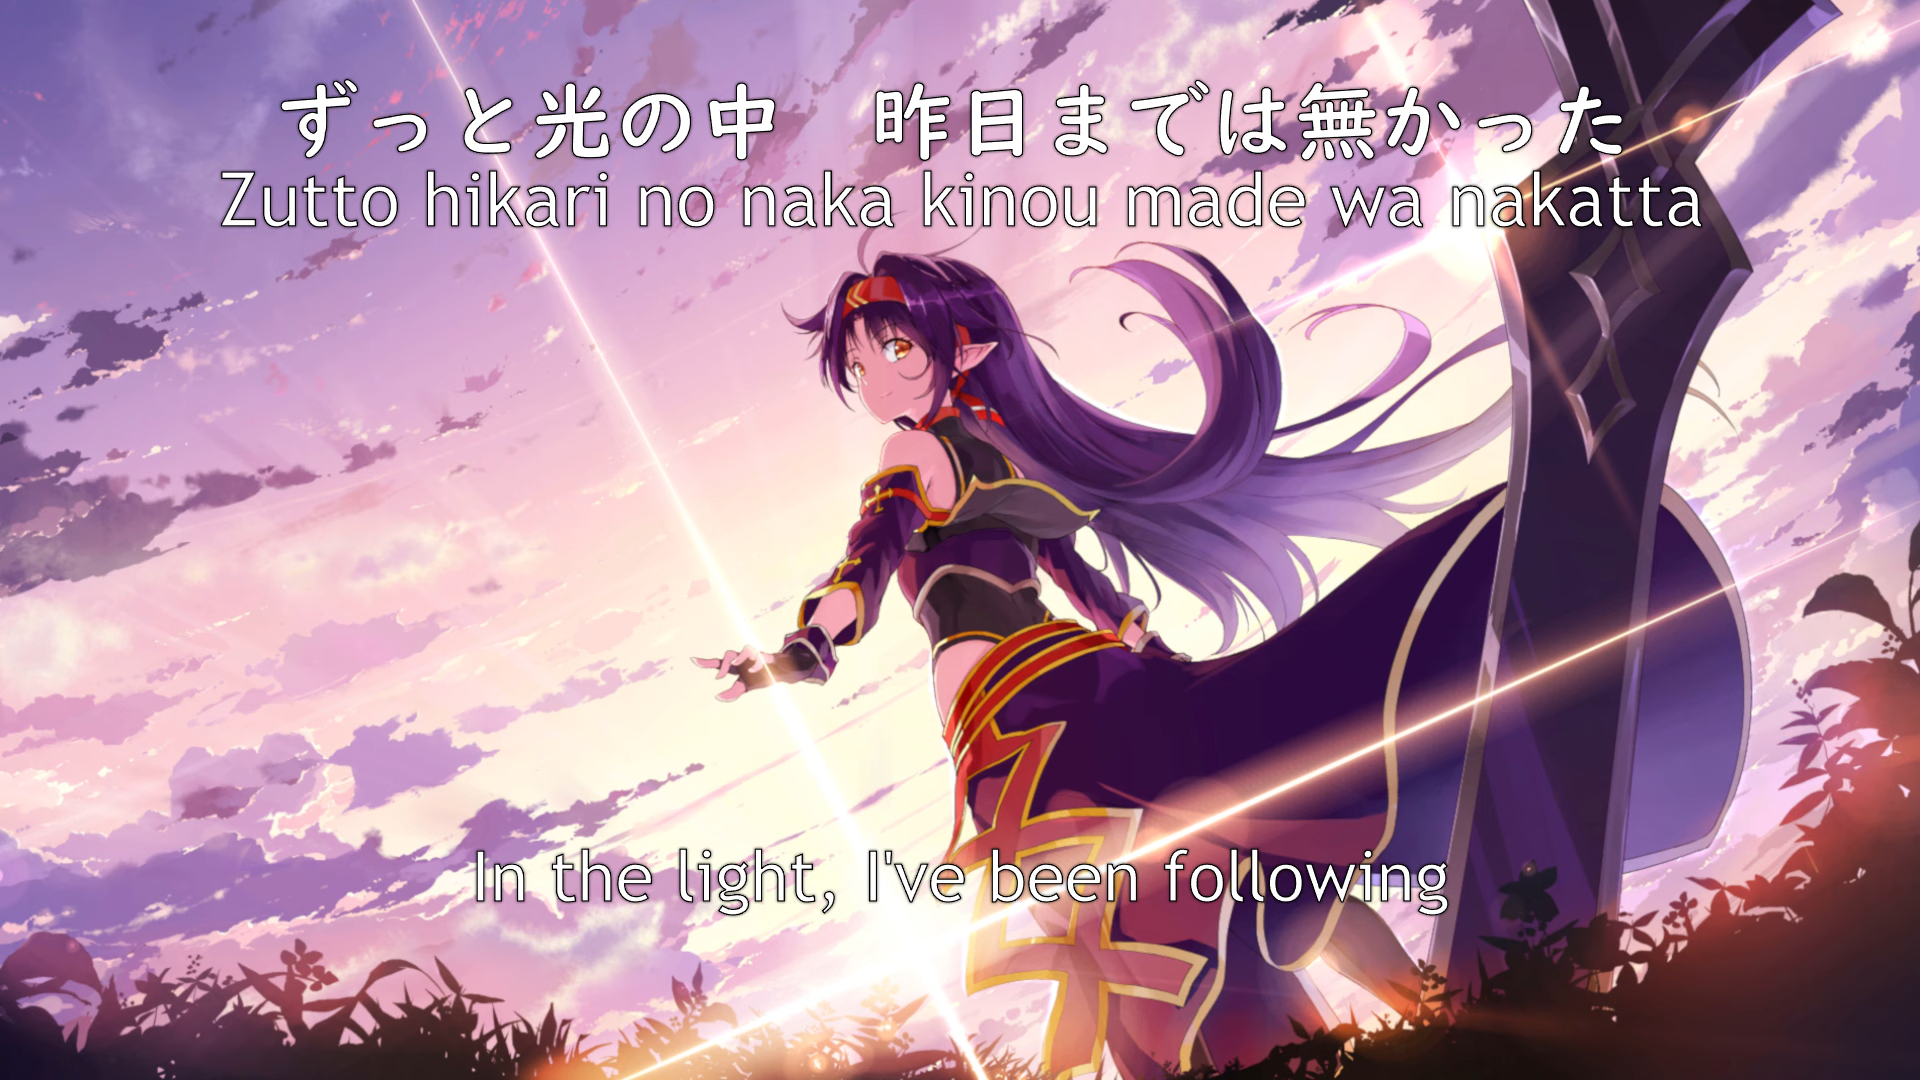 ずっと光の中　昨日までは無かった
Zutto hikari no naka kinou made wa nakatta
In the light, I've been following